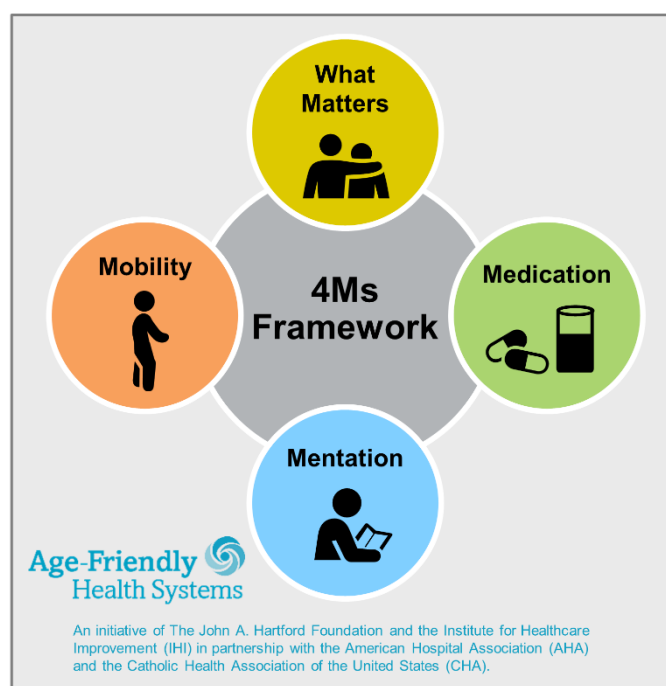 What
Matters
Mobility
4Ms
Framework
Medication
Mentation
Age-Friendly
Health Systems
An initiative of The John A. Hartford Foundation and the Institute for Healthcare
Improvement (IHI) in partnership with the American Hospital Association (AHA)
and the Catholic Health Association of the United States (CHA).